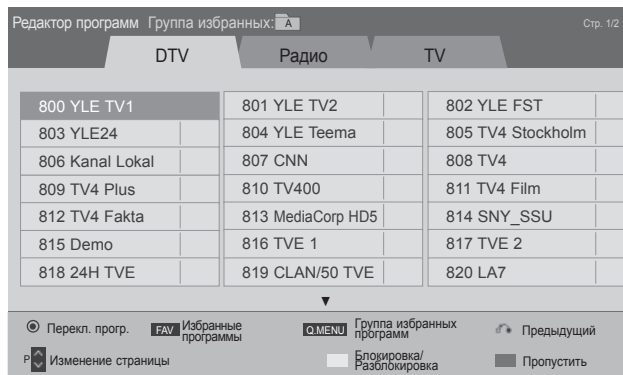 Редактор программ Группа избранных: A Стр. 1/2
DTV Радио TV
800 YLE TV1 801 YLE TV2 802 YLE FST
803 YLE24 804 YLE Teema 805 TV4 Stockholm
806 Kanal Lokal 807 CNN 808 TV4
809 TV4 Plus 810 TV400 811 TV4 Film
812 TV4 Fakta 813 MediaCorp HD5 814 SNY_SSU
815 Demo 816 TVE 1 817 TVE 2
818 24H TVE 819 CLAN/50 TVE 820 LA7
▼
Перекл. прогр. FAV Избранные программы Q.MENU Группа избранных программ Предыдущий
P Изменение страницы Блокировка/ Разблокировка Пропустить